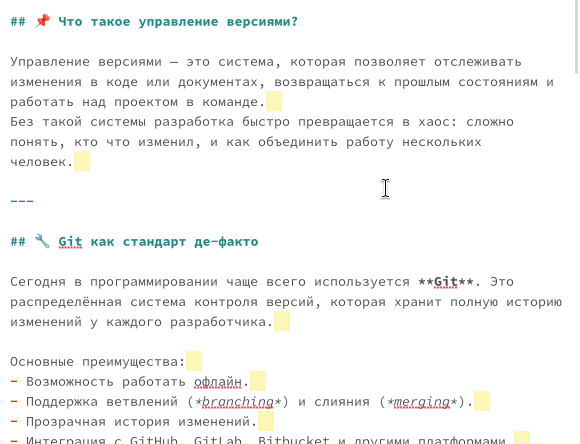 ## 📌 Что такое управление версиями?
Управление версиями — это система, которая позволяет отслеживать
изменения в коде или документах, возвращаться к прошлым состояниям и
работать над проектом в команде.
Без такой системы разработка быстро превращается в хаос: сложно
понять, кто что изменил, и как объединить работу нескольких
человек.
---
## 🔧 Git как стандарт де-факто
Сегодня в программировании чаще всего используется **Git**. Это
распределённая система контроля версий, которая хранит полную историю
изменений у каждого разработчика.
Основные преимущества:
- Возможность работать офлайн.
- Поддержка ветвлений (*branching*) и слияния (*merging*).
- Прозрачная история изменений.
- Интеграция с GitHub, GitLab, Bitbucket и другими платформами.